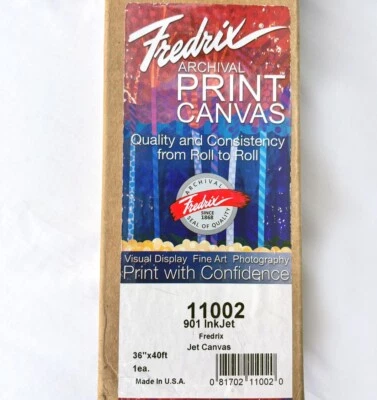 Fredrix
ARCHIVAL
PRINT™
CANVAS
Quality and Consistency
from Roll to Roll
ARCHIVAL
Fredrix
SINCE
1868
SEAL OF QUALITY
Visual Display Fine Art Photography
Print with Confidence
11002
901 InkJet
Fredrix
Jet Canvas
36"x40ft
1ea.
Made In U.S.A.
0 81702 11002 0